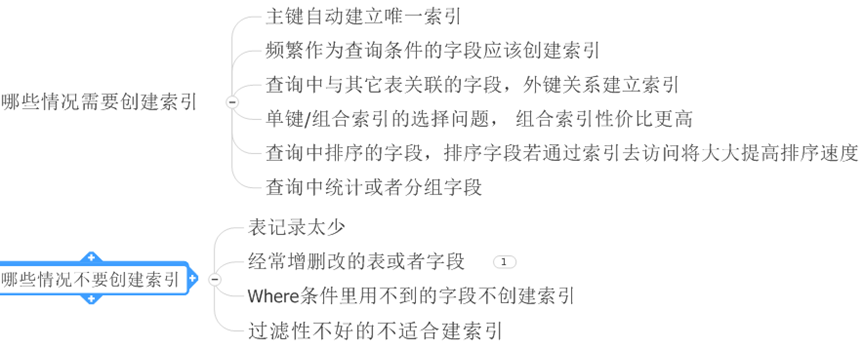 哪些情况需要创建索引
主键自动建立唯一索引
频繁作为查询条件的字段应该创建索引
查询中与其它表关联的字段，外键关系建立索引
单键/组合索引的选择问题， 组合索引性价比更高
查询中排序的字段，排序字段若通过索引去访问将大大提高排序速度
查询中统计或者分组字段
哪些情况不要创建索引
表记录太少
经常增删改的表或者字段 1
Where条件里用不到的字段不创建索引
过滤性不好的不适合建索引